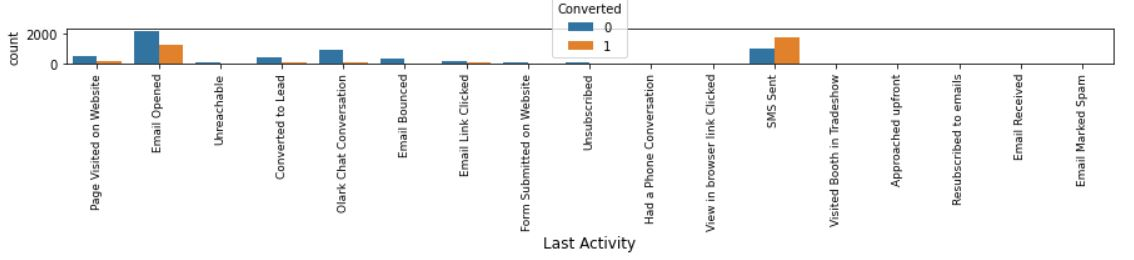 Converted
0
1
2000
0
count
Page Visited on Website
Email Opened
Unreachable
Converted to Lead
Olark Chat Conversation
Email Bounced
Email Link Clicked
Form Submitted on Website
Unsubscribed
Had a Phone Conversation
View in browser link Clicked
SMS Sent
Visited Booth in Tradeshow
Approached upfront
Resubscribed to emails
Email Received
Email Marked Spam
Last Activity